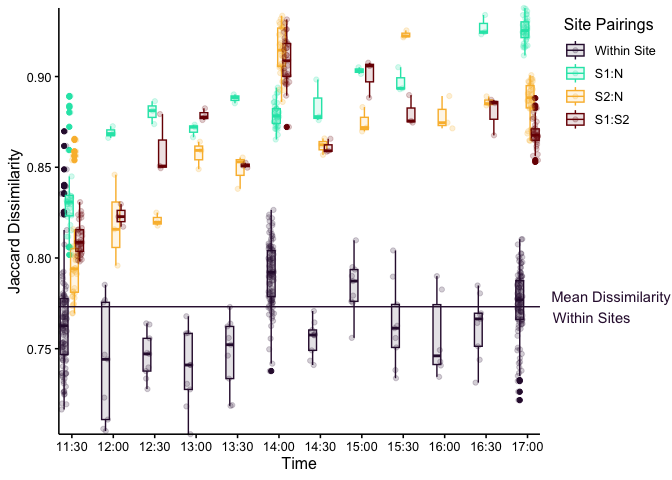 Site Pairings
Within Site
S1:N
S2:N
S1:S2
Jaccard Dissimilarity
0.90
0.85
0.80
0.75
Mean Dissimilarity
Within Sites
11:30 12:00 12:30 13:00 13:30 14:00 14:30 15:00 15:30 16:00 16:30 17:00
Time